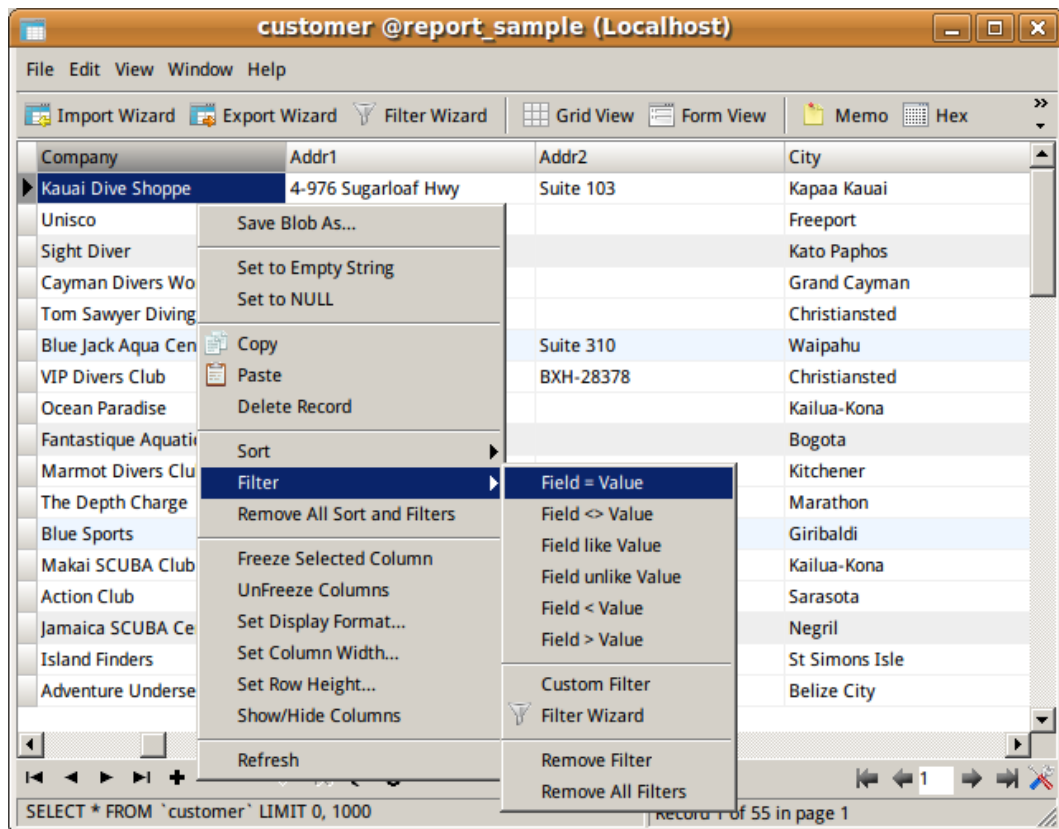 customer @report_sample (Localhost)
File Edit View Window Help
Import Wizard Export Wizard Filter Wizard Grid View Form View Memo Hex
Company Addr1 Addr2 City
Kauai Dive Shoppe 4-976 Sugarloaf Hwy Suite 103 Kapaa Kauai
Unisco Freeport
Sight Diver Kato Paphos
Cayman Divers Wo Grand Cayman
Tom Sawyer Diving Christiansted
Blue Jack Aqua Cen Suite 310 Waipahu
VIP Divers Club BXH-28378 Christiansted
Ocean Paradise Kailua-Kona
Fantastique Aquati Bogota
Marmot Divers Clu Kitchener
The Depth Charge Marathon
Blue Sports Giribaldi
Makai SCUBA Club Kailua-Kona
Action Club Sarasota
Jamaica SCUBA Ce Negril
Island Finders St Simons Isle
Adventure Underse Belize City
Save Blob As...
Set to Empty String
Set to NULL
Copy
Paste
Delete Record
Sort
Filter
Remove All Sort and Filters
Freeze Selected Column
UnFreeze Columns
Set Display Format...
Set Column Width...
Set Row Height...
Show/Hide Columns
Refresh
Field = Value
Field <> Value
Field like Value
Field unlike Value
Field < Value
Field > Value
Custom Filter
Filter Wizard
Remove Filter
Remove All Filters
1
SELECT * FROM `customer` LIMIT 0, 1000 Record 1 of 55 in page 1